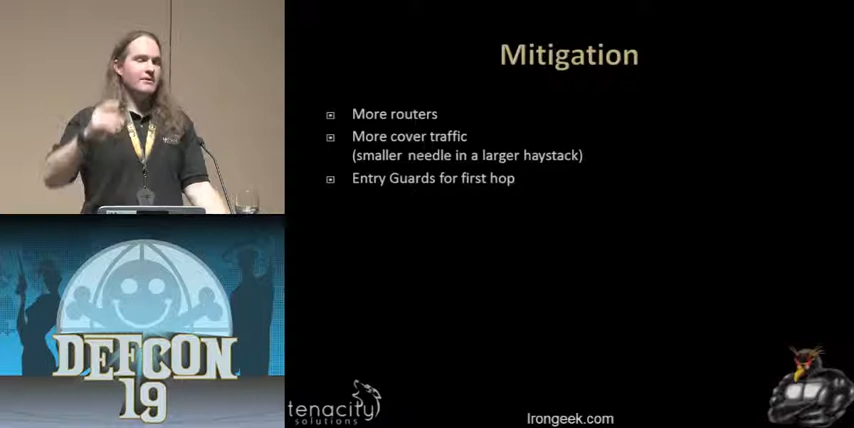 Mitigation
More routers
More cover traffic
(smaller needle in a larger haystack)
Entry Guards for first hop
DEFCON
19
tenacity
solutions
Irongeek.com